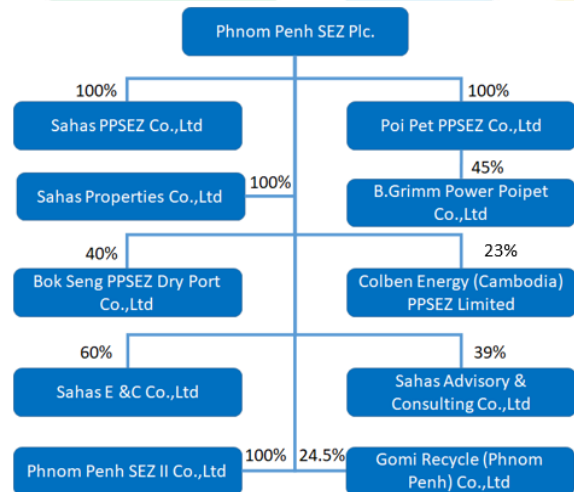 Phnom Penh SEZ Plc.
100%
100%
Sahas PPSEZ Co.,Ltd
Poi Pet PPSEZ Co.,Ltd
45%
Sahas Properties Co.,Ltd
100%
B.Grimm Power Poipet
Co.,Ltd
40%
23%
Bok Seng PPSEZ Dry Port
Co.,Ltd
Colben Energy (Cambodia)
PPSEZ Limited
60%
39%
Sahas E &C Co.,Ltd
Sahas Advisory &
Consulting Co.,Ltd
Phnom Penh SEZ II Co.,Ltd
100%
24.5%
Gomi Recycle (Phnom
Penh) Co.,Ltd